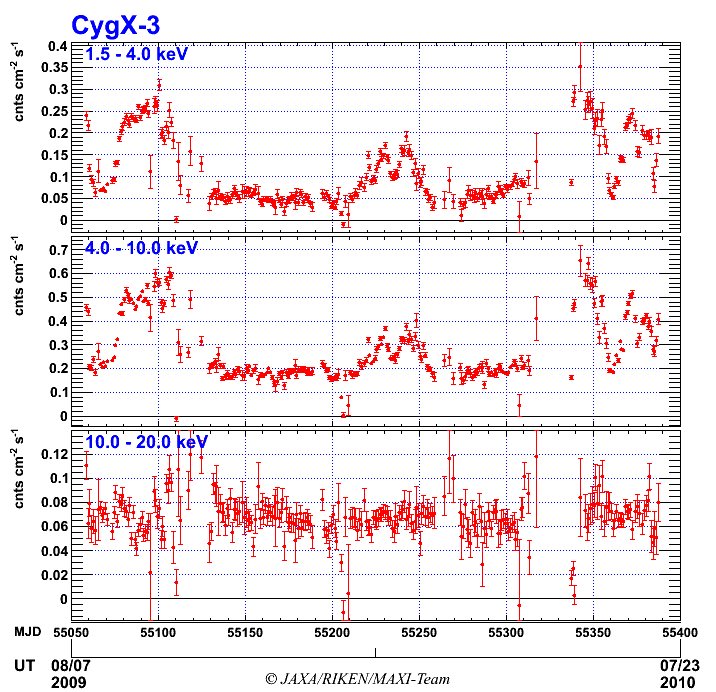 CygX-3
1.5 - 4.0 keV
cnts cm-2 s-1
0.4
0.35
0.3
0.25
0.2
0.15
0.1
0.05
0
4.0 - 10.0 keV
cnts cm-2 s-1
0.7
0.6
0.5
0.4
0.3
0.2
0.1
0
10.0 - 20.0 keV
cnts cm-2 s-1
0.12
0.1
0.08
0.06
0.04
0.02
0
MJD 55050 55100 55150 55200 55250 55300 55350 55400
UT 08/07 07/23
2009 © JAXA/RIKEN/MAXI-Team 2010